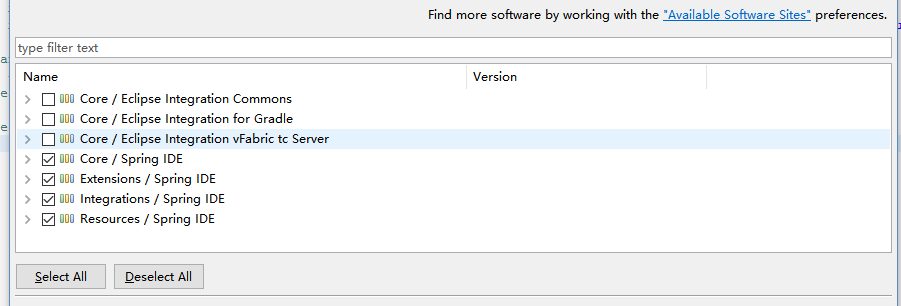 Find more software by working with the "Available Software Sites" preferences.
type filter text
Name Version
Core / Eclipse Integration Commons
Core / Eclipse Integration for Gradle
Core / Eclipse Integration vFabric tc Server
Core / Spring IDE
Extensions / Spring IDE
Integrations / Spring IDE
Resources / Spring IDE
Select All Deselect All